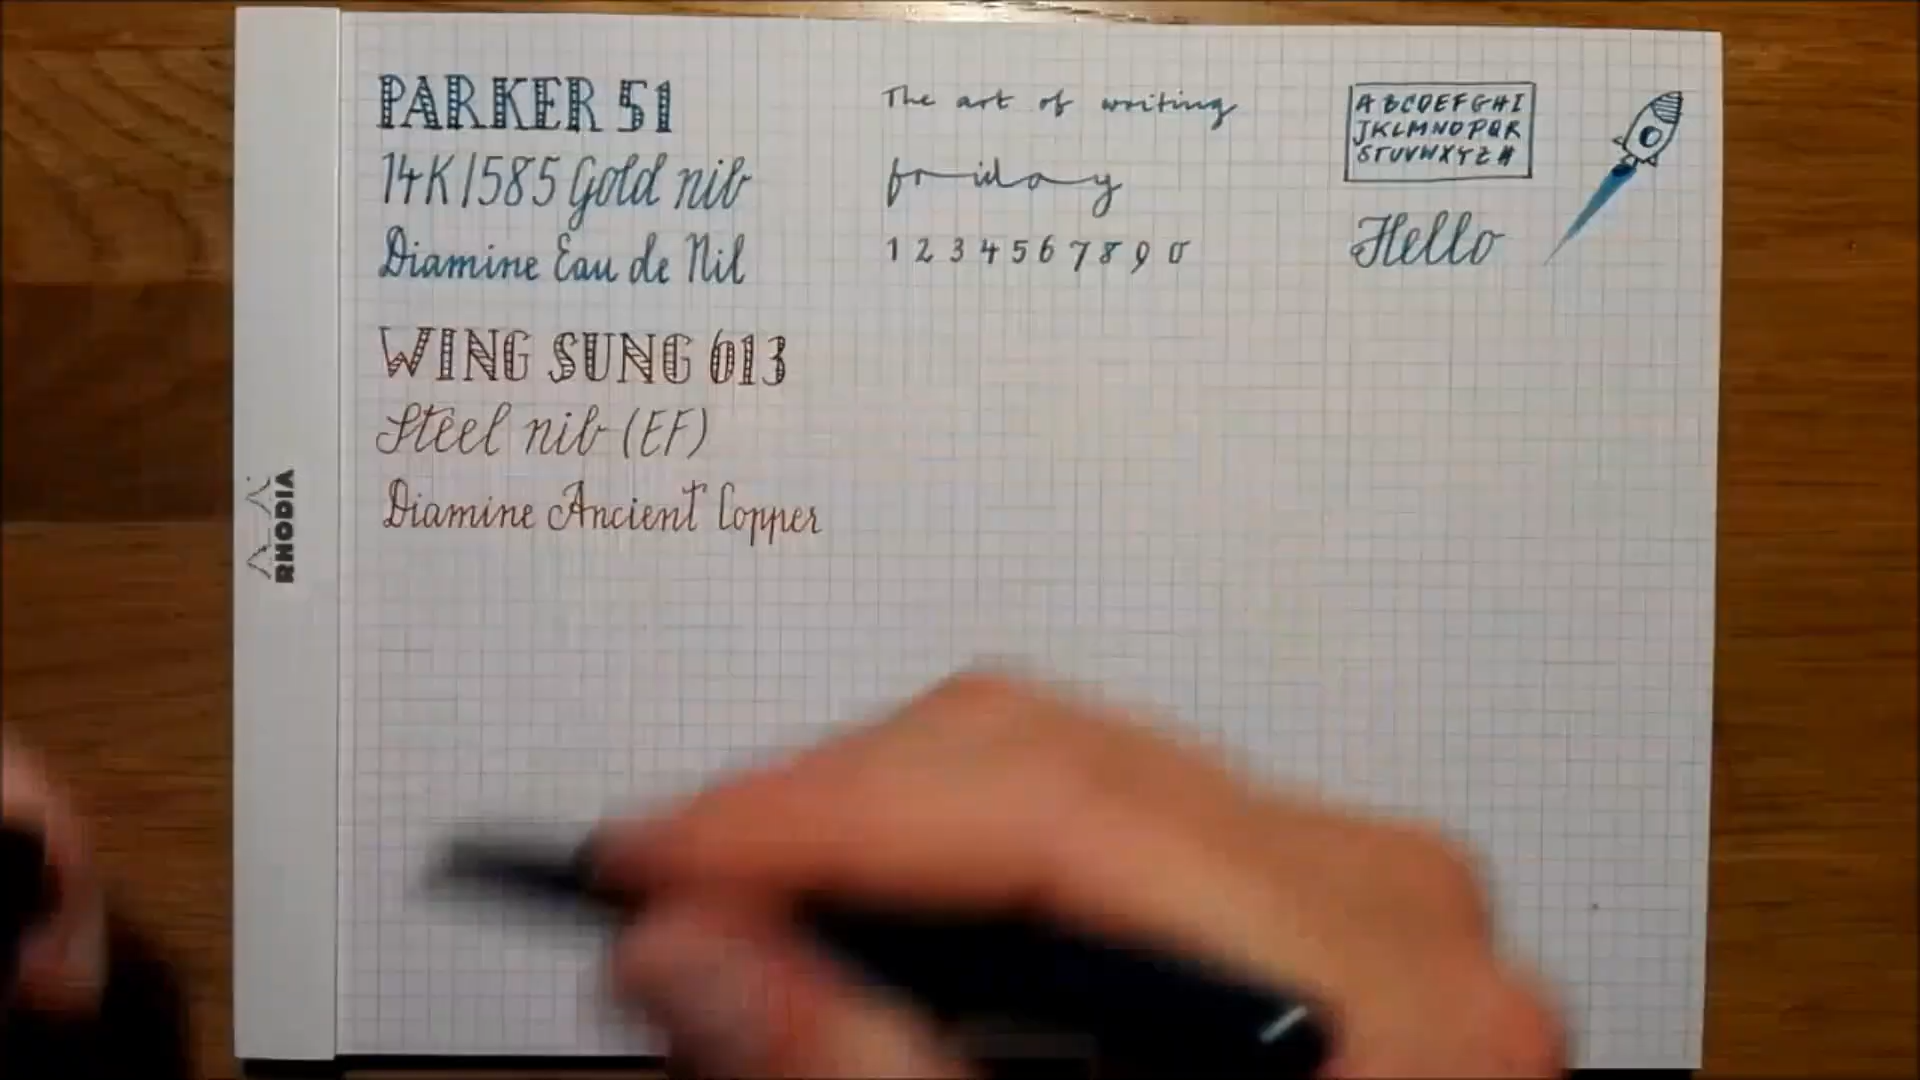 PARKER 51
14K/585 Gold nib
Diamine Eau de Nil
The art of writing
friday
1 2 3 4 5 6 7 8 9 0
ABCDEFGHI
JKLMNOPQR
STUVWXYZ
Hello
WING SUNG 613
Steel nib (EF)
Diamine Ancient Copper
RHODIA